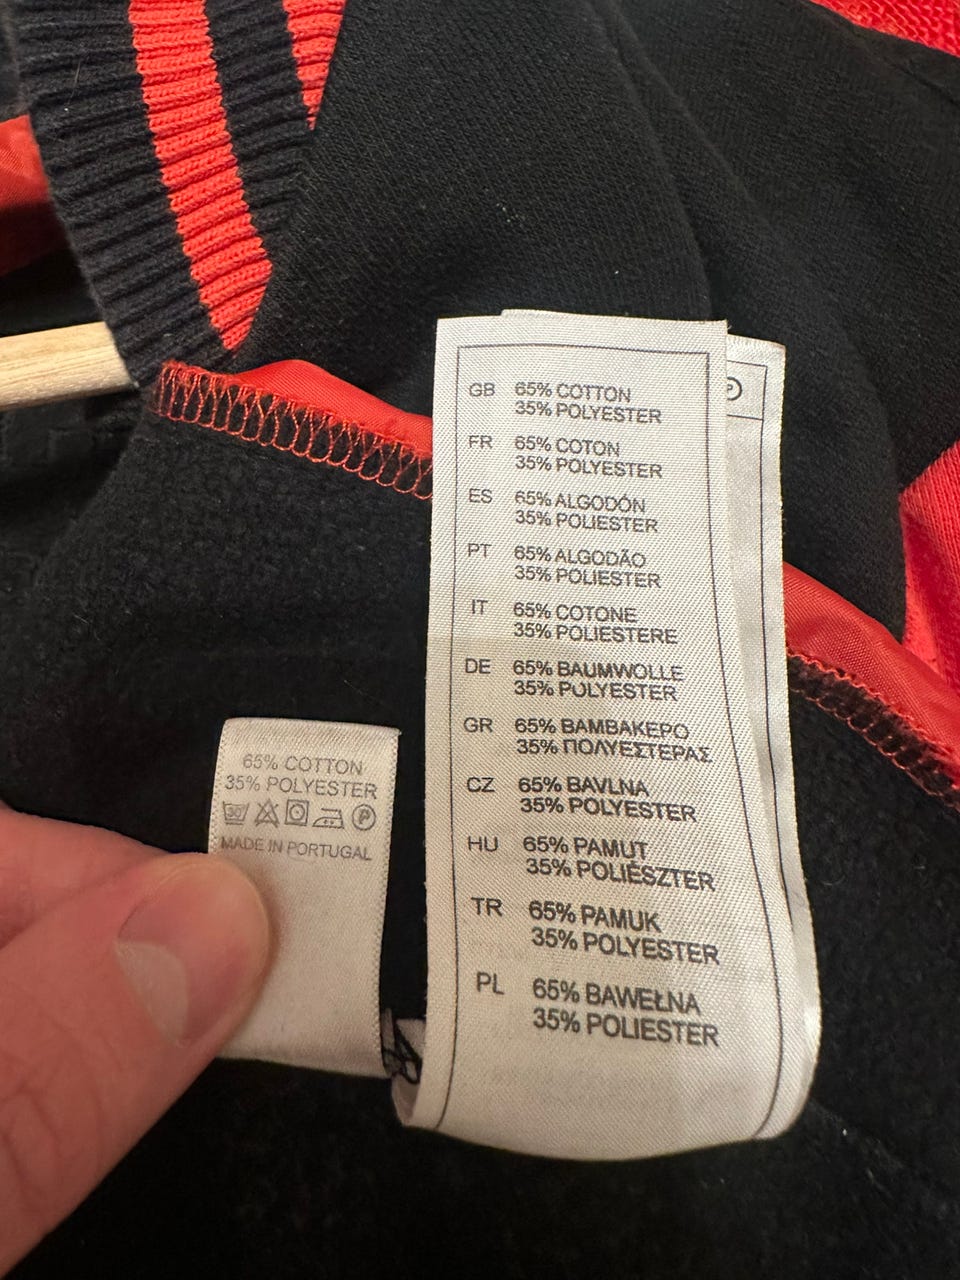 GB 65% COTTON
35% POLYESTER
FR 65% COTON
35% POLYESTER
ES 65% ALGODÓN
35% POLIESTER
PT 65% ALGODÃO
35% POLIESTER
IT 65% COTONE
35% POLIESTERE
DE 65% BAUMWOLLE
35% POLYESTER
GR 65% ΒΑΜΒΑΚΕΡΟ
35% ΠΟΛΥΕΣΤΕΡΑΣ
CZ 65% BAVLNA
35% POLYESTER
HU 65% PAMUT
35% POLIÉSZTER
TR 65% PAMUK
35% POLYESTER
PL 65% BAWEŁNA
35% POLIESTER
65% COTTON
35% POLYESTER
30 P
MADE IN PORTUGAL
P